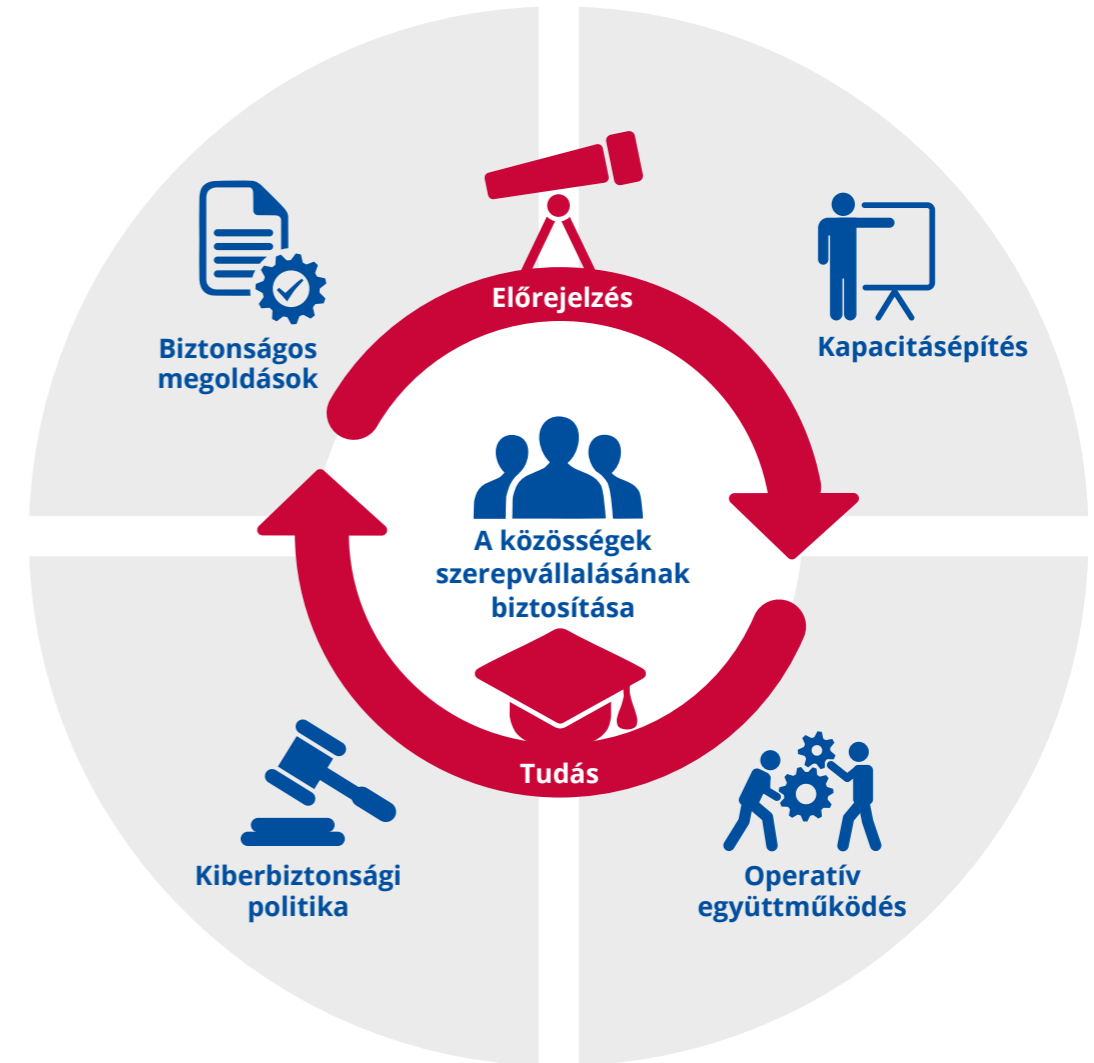 Előrejelzés
Biztonságos
megoldások
Kapacitásépítés
A közösségek
szerepvállalásának
biztosítása
Tudás
Kiberbiztonsági
politika
Operatív
együttműködés